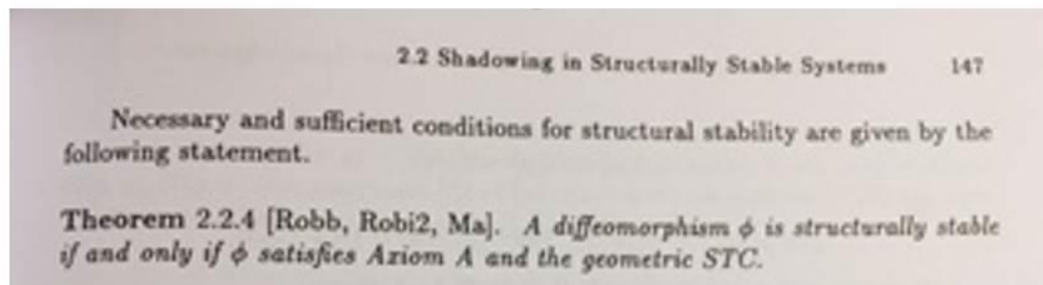 2.2 Shadowing in Structurally Stable Systems 147
Necessary and sufficient conditions for structural stability are given by the
following statement.
Theorem 2.2.4 [Robb, Robi2, Ma]. A diffeomorphism ϕ is structurally stable
if and only if ϕ satisfies Axiom A and the geometric STC.